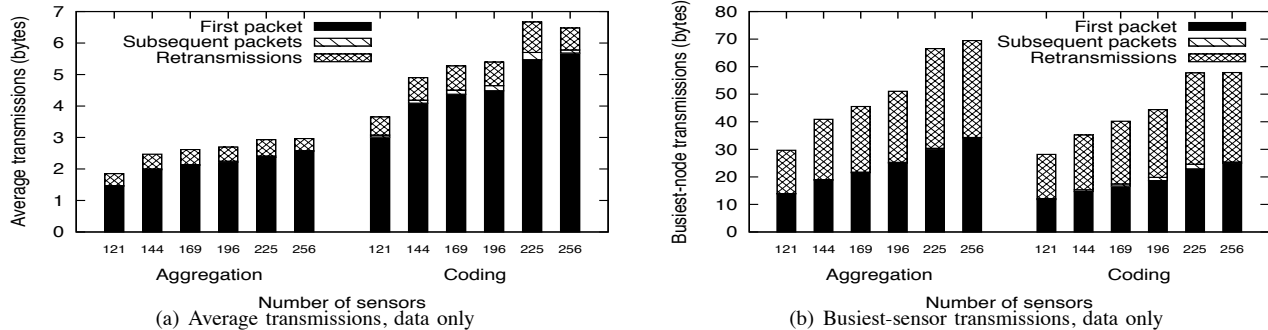 Average transmissions (bytes)
7
6
5
4
3
2
1
0
First packet
Subsequent packets
Retransmissions
121 144 169 196 225 256 121 144 169 196 225 256
Aggregation Coding
Number of sensors
(a) Average transmissions, data only
Busiest-node transmissions (bytes)
80
70
60
50
40
30
20
10
0
First packet
Subsequent packets
Retransmissions
121 144 169 196 225 256 121 144 169 196 225 256
Aggregation Coding
Number of sensors
(b) Busiest-sensor transmissions, data only